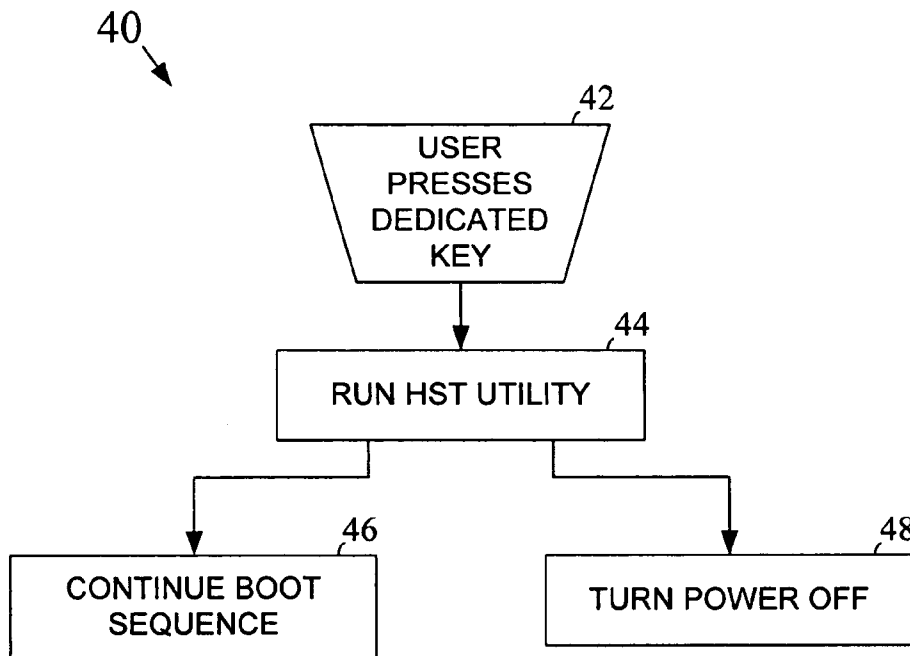 40
42
USER
PRESSES
DEDICATED
KEY
44
RUN HST UTILITY
46
CONTINUE BOOT
SEQUENCE
48
TURN POWER OFF